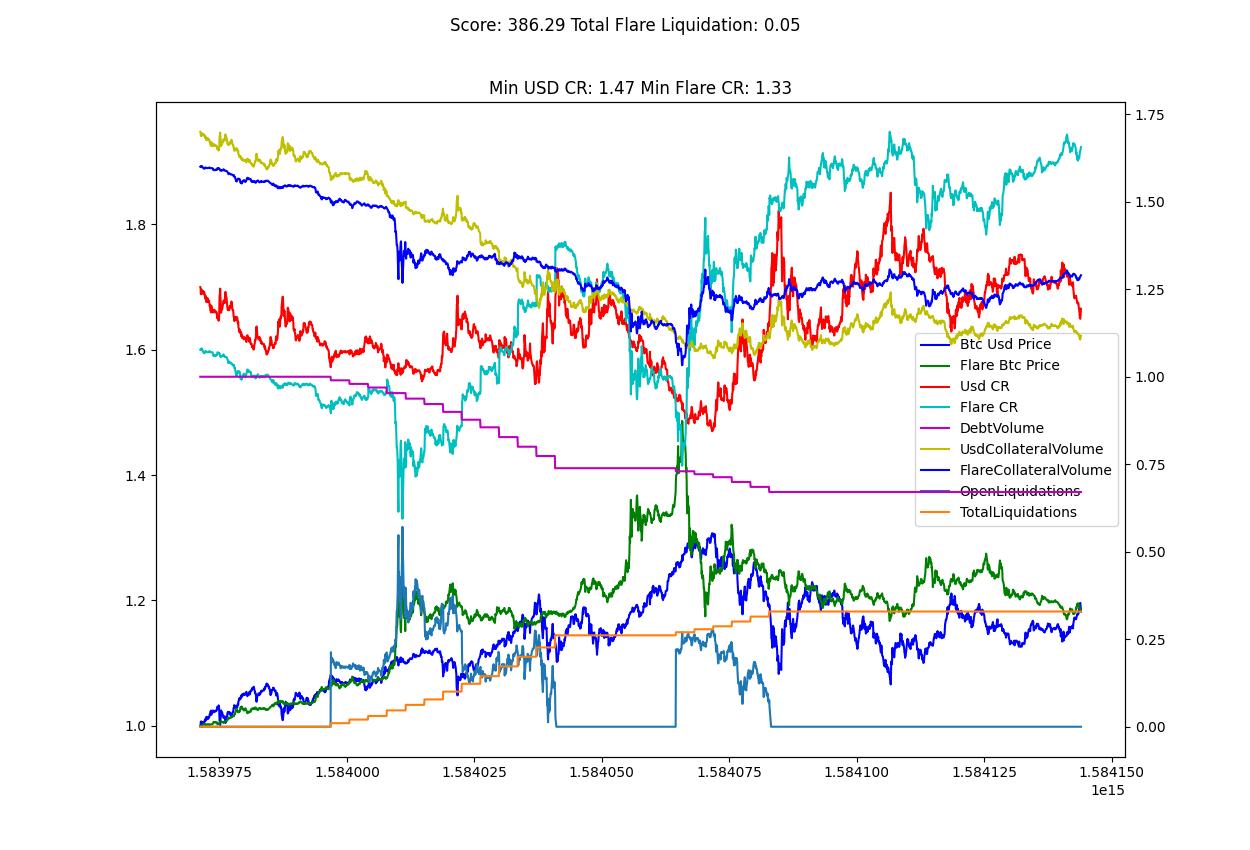 Score: 386.29 Total Flare Liquidation: 0.05
Min USD CR: 1.47 Min Flare CR: 1.33
1.8
1.6
1.4
1.2
1.0
1.75
1.50
1.25
1.00
0.75
0.50
0.25
0.00
Btc Usd Price
Flare Btc Price
Usd CR
Flare CR
DebtVolume
UsdCollateralVolume
FlareCollateralVolume
OpenLiquidations
TotalLiquidations
1.583975 1.584000 1.584025 1.584050 1.584075 1.584100 1.584125 1.584150
1e15